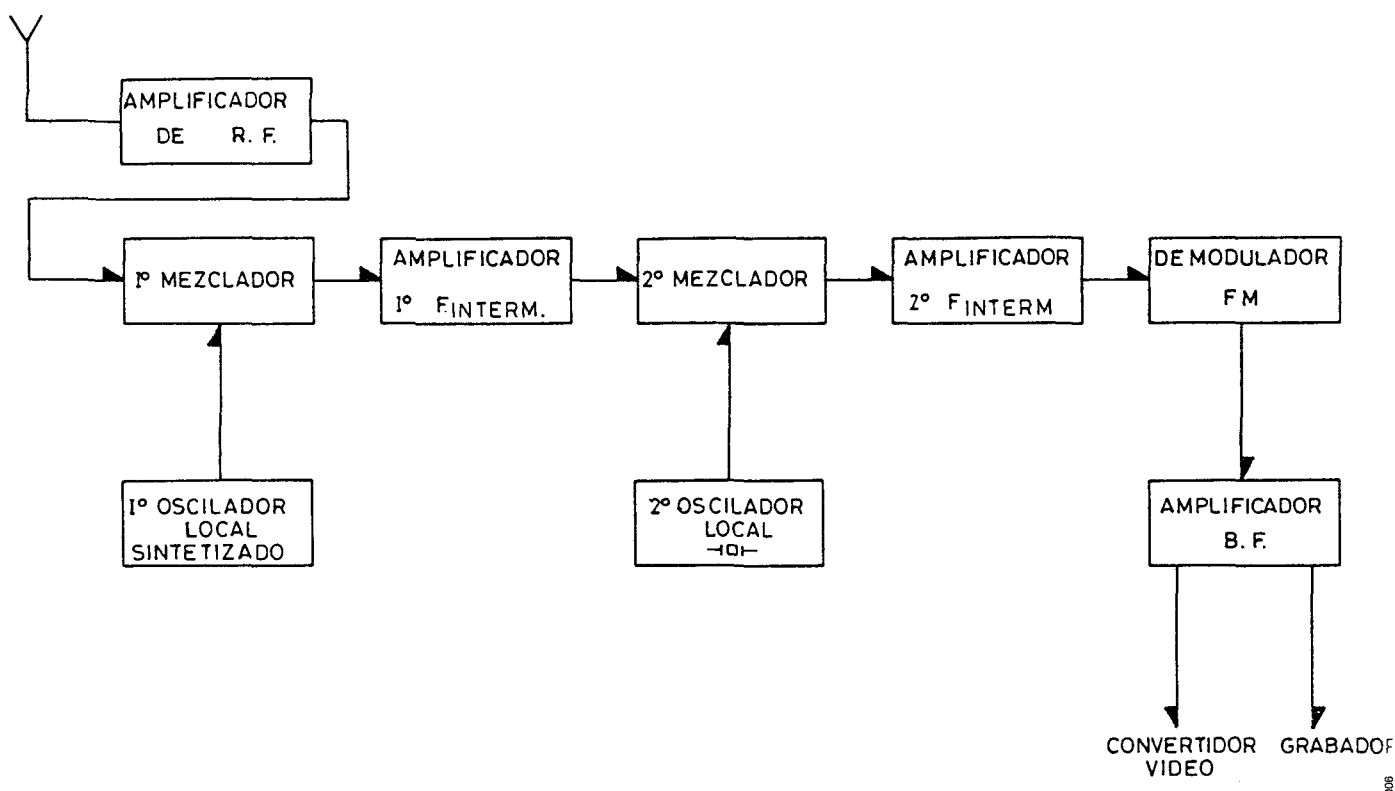 AMPLIFICADOR
DE R. F.
1º MEZCLADOR
AMPLIFICADOR
1º FINTERM.
2º MEZCLADOR
AMPLIFICADOR
2º FINTERM
DEMODULADOR
FM
1º OSCILADOR
LOCAL
SINTETIZADO
2º OSCILADOR
LOCAL
AMPLIFICADOR
B. F.
CONVERTIDOR
VIDEO
GRABADOR